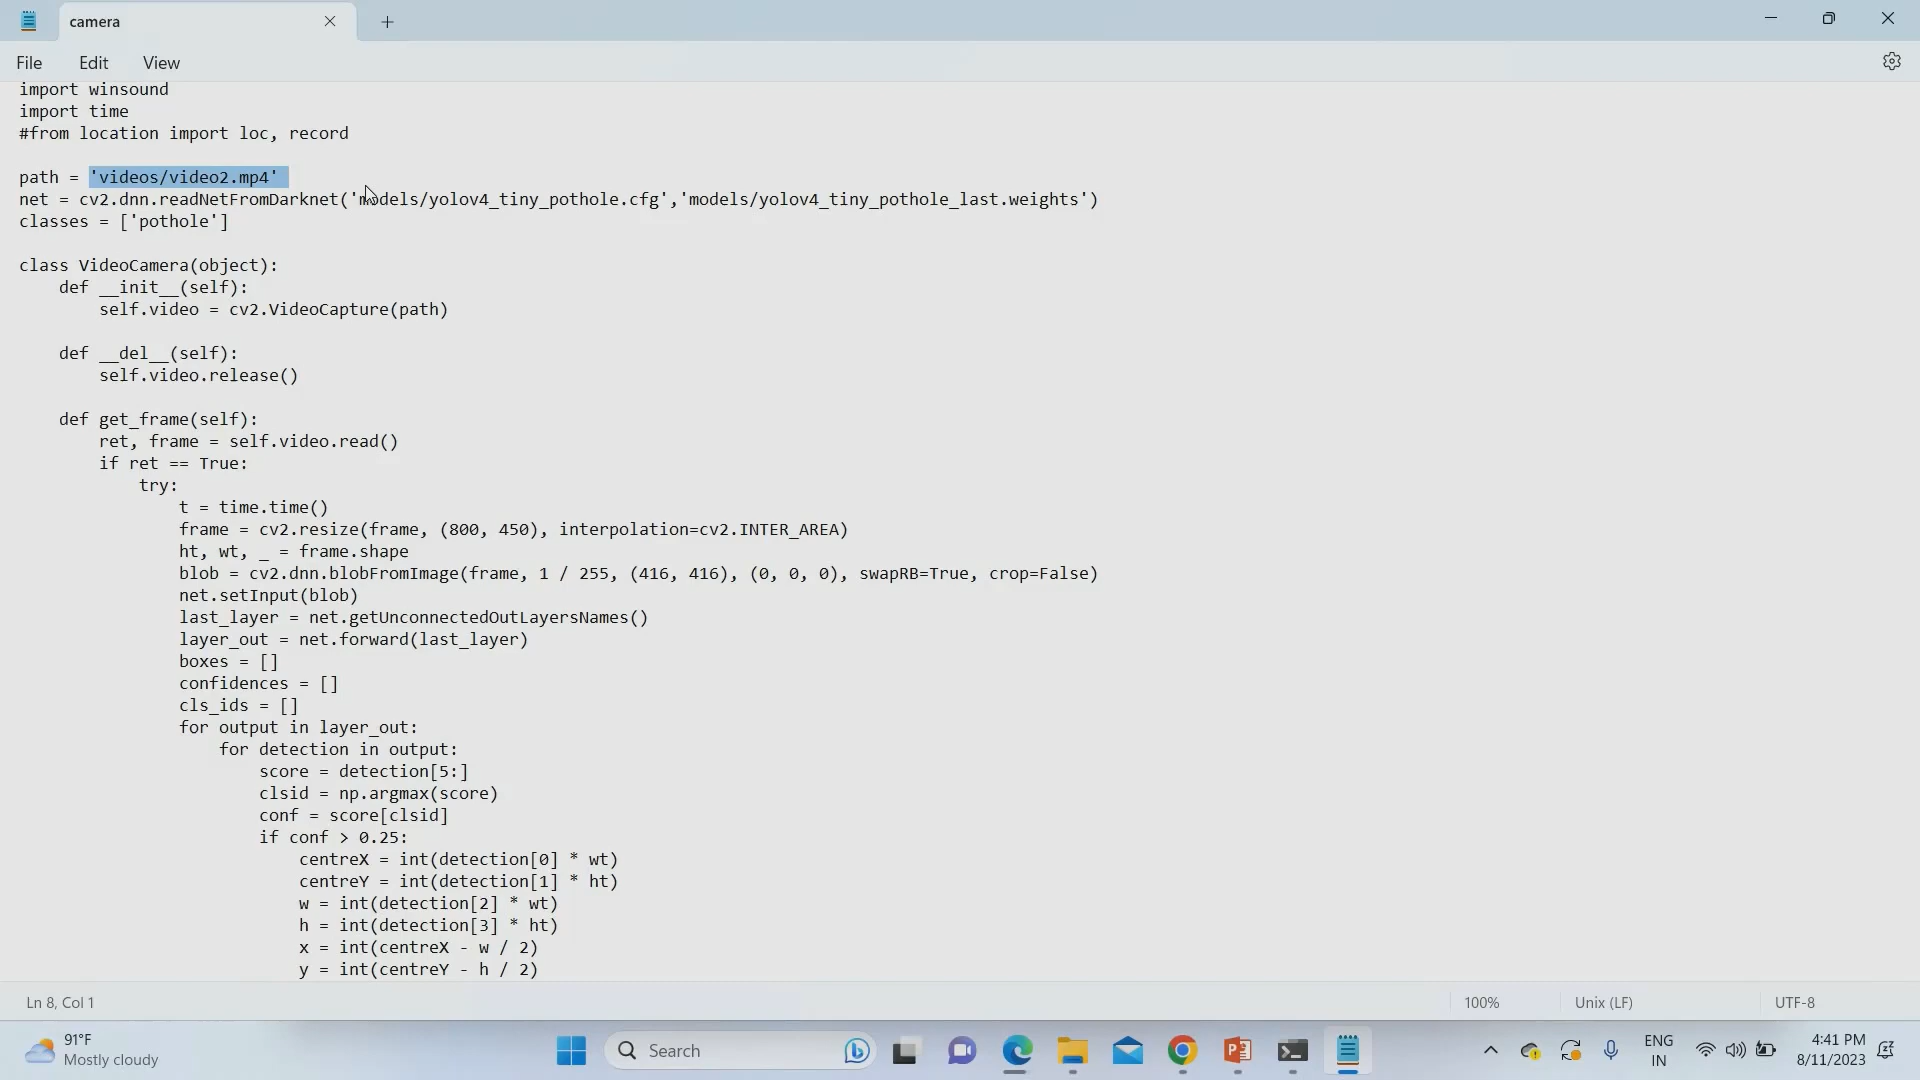 camera
File Edit View
import winsound
import time
#from location import loc, record
path = 'videos/video2.mp4'
net = cv2.dnn.readNetFromDarknet('models/yolov4_tiny_pothole.cfg','models/yolov4_tiny_pothole_last.weights')
classes = ['pothole']
class VideoCamera(object):
    def __init__(self):
        self.video = cv2.VideoCapture(path)
    def __del__(self):
        self.video.release()
    def get_frame(self):
        ret, frame = self.video.read()
        if ret == True:
            try:
                t = time.time()
                frame = cv2.resize(frame, (800, 450), interpolation=cv2.INTER_AREA)
                ht, wt, _ = frame.shape
                blob = cv2.dnn.blobFromImage(frame, 1 / 255, (416, 416), (0, 0, 0), swapRB=True, crop=False)
                net.setInput(blob)
                last_layer = net.getUnconnectedOutLayersNames()
                layer_out = net.forward(last_layer)
                boxes = []
                confidences = []
                cls_ids = []
                for output in layer_out:
                    for detection in output:
                        score = detection[5:]
                        clsid = np.argmax(score)
                        conf = score[clsid]
                        if conf > 0.25:
                            centreX = int(detection[0] * wt)
                            centreY = int(detection[1] * ht)
                            w = int(detection[2] * wt)
                            h = int(detection[3] * ht)
                            x = int(centreX - w / 2)
                            y = int(centreY - h / 2)
Ln 8, Col 1 100% Unix (LF) UTF-8
91°F
Mostly cloudy
Search
ENG
IN
4:41 PM
8/11/2023